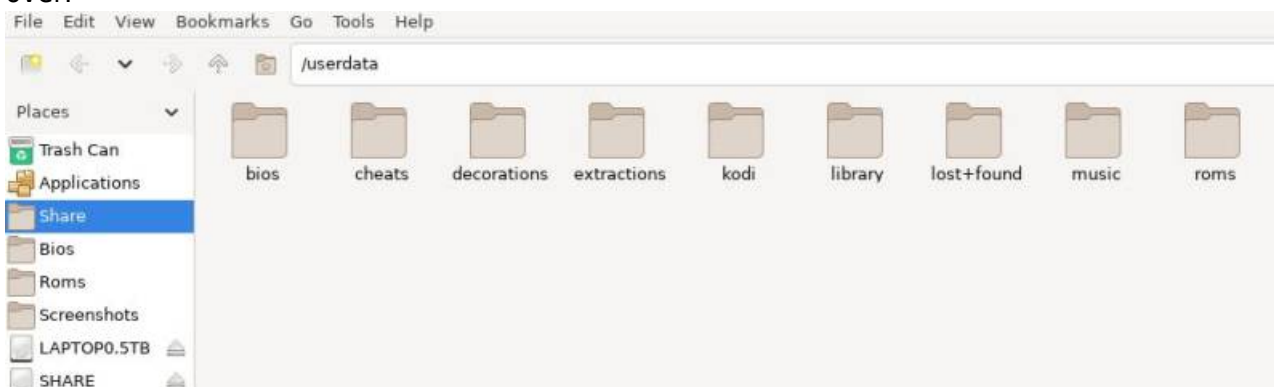 File Edit View Bookmarks Go Tools Help
/userdata
Places
Trash Can
Applications
Share
Bios
Roms
Screenshots
LAPTOP0.5TB
SHARE
bios cheats decorations extractions kodi library lost+found music roms